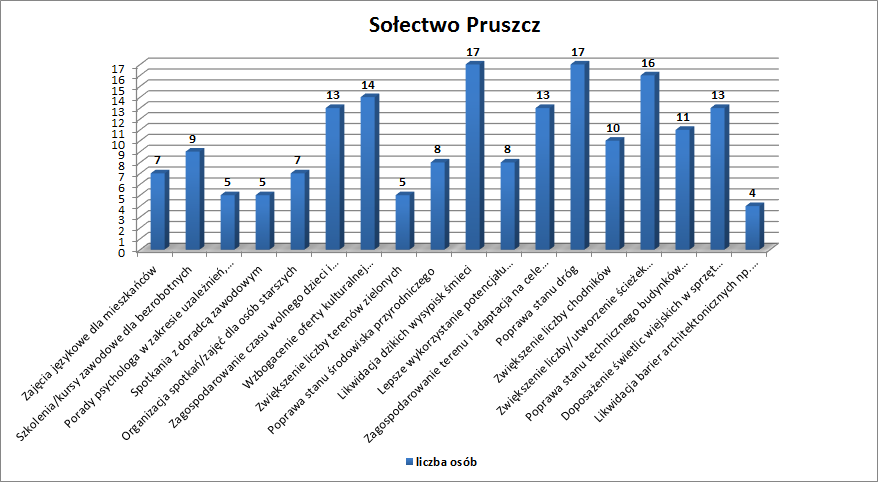 Sołectwo Pruszcz
17
16
15
14
13
12
11
10
9
8
7
6
5
4
3
2
1
0
7
9
5
5
7
13
14
5
8
17
8
13
17
10
16
11
13
4
Zajęcia językowe dla mieszkańców
Szkolenia/kursy zawodowe dla bezrobotnych
Porady psychologa w zakresie uzależnień,...
Spotkania z doradcą zawodowym
Organizacja spotkań/zajęć dla osób starszych
Zagospodarowanie czasu wolnego dzieci i...
Wzbogacenie oferty kulturalnej...
Zwiększenie liczby terenów zielonych
Poprawa stanu środowiska przyrodniczego
Likwidacja dzikich wysypisk śmieci
Lepsze wykorzystanie potencjału...
Zagospodarowanie terenu i adaptacja na cele...
Poprawa stanu dróg
Zwiększenie liczby chodników
Zwiększenie liczby/ utworzenie ścieżek...
Poprawa stanu technicznego budynków...
Doposażenie świetlic wiejskich w sprzęt...
Likwidacja barier architektonicznych np....
liczba osób